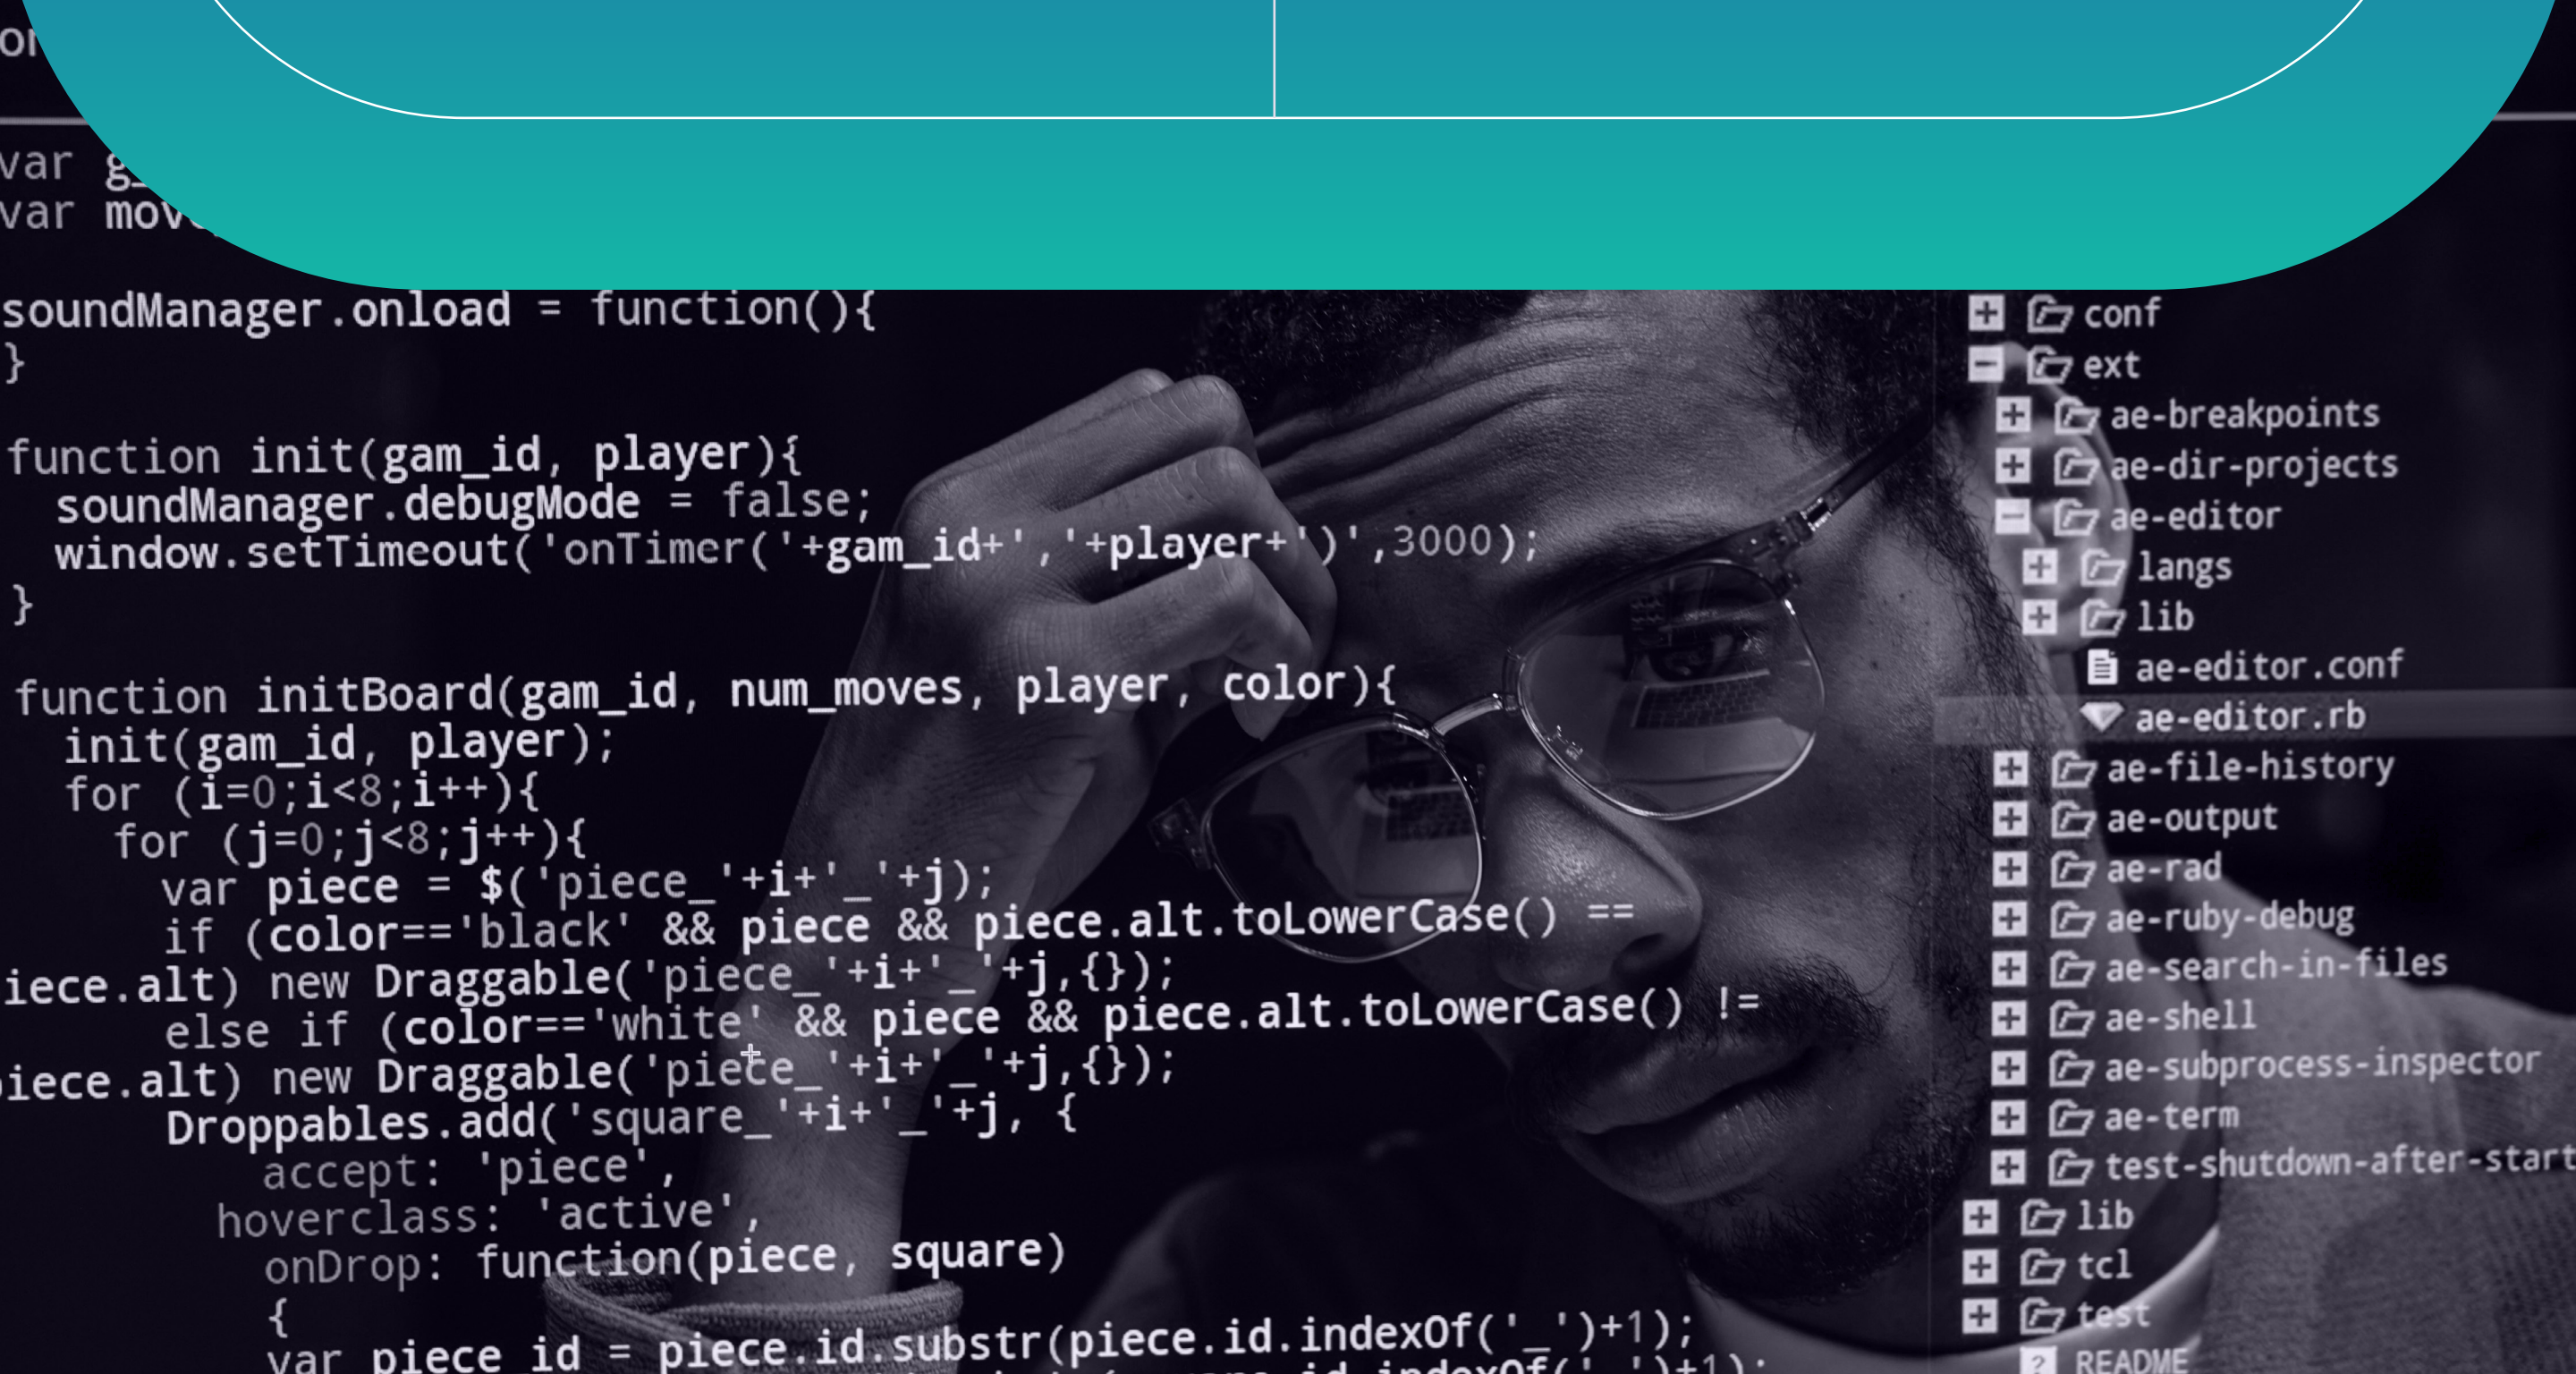 var
var
soundManager.onload = function(){
}
function init(gam_id, player){
soundManager.debugMode = false;
window.setTimeout('onTimer('+gam_id+','+player+')',3000);
}
function initBoard(gam_id, num_moves, player, color){
init(gam_id, player);
for (i=0;i<8;i++){
for (j=0;j<8;j++){
var piece = $('piece_'+i+'_'+j);
if (color=='black' && piece && piece.alt.toLowerCase() ==
iece.alt) new Draggable('piece_'+i+'_'+j,{});
else if (color=='white' && piece && piece.alt.toLowerCase() !=
piece.alt) new Draggable('piece_'+i+'_'+j,{});
Droppables.add('square_'+i+'_'+j, {
accept: 'piece',
hoverclass: 'active',
onDrop: function(piece, square)
{
var piece_id = piece.id.substr(piece.id.indexOf('_')+1);
conf
ext
ae-breakpoints
ae-dir-projects
ae-editor
langs
lib
ae-editor.conf
ae-editor.rb
ae-file-history
ae-output
ae-rad
ae-ruby-debug
ae-search-in-files
ae-shell
ae-subprocess-inspector
ae-term
test-shutdown-after-start
lib
tcl
test
README